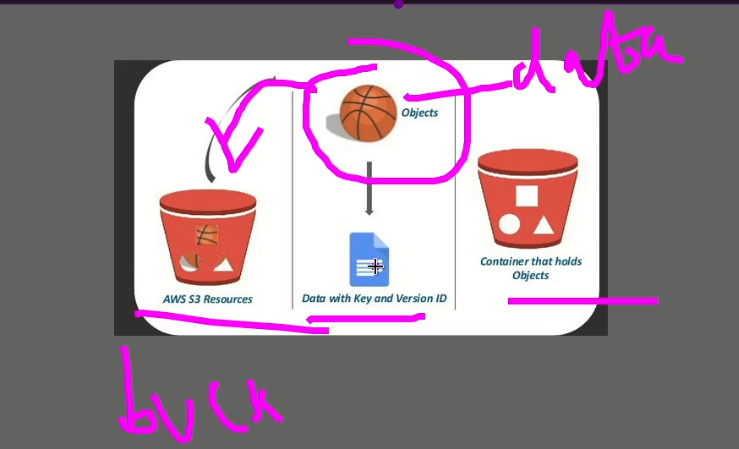 data
Objects
Container that holds
Objects
AWS S3 Resources
Data with Key and Version ID
buck